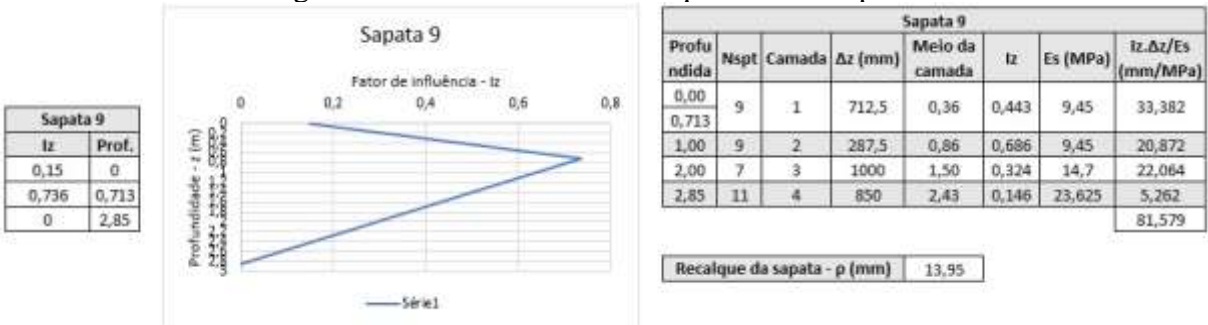 Sapata 9
Iz Prof.
0,15 0
0,736 0,713
0 2,85
Sapata 9
Fator de influência - Iz
0 0,2 0,4 0,6 0,8
Profundidade - z (m)
Série1
Sapata 9
Profundida Nspt Camada Δz (mm) Meio da camada Iz Es (MPa) Iz.Δz/Es (mm/MPa)
0,00
0,713 9 1 712,5 0,36 0,443 9,45 33,382
1,00 9 2 287,5 0,86 0,686 9,45 20,872
2,00 7 3 1000 1,50 0,324 14,7 22,064
2,85 11 4 850 2,43 0,146 23,625 5,262
81,579
Recalque da sapata - ρ (mm) 13,95